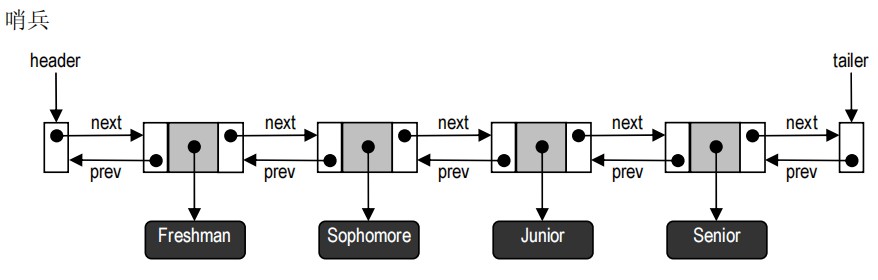 哨兵
header tailer
next next next next next
prev prev prev prev prev
Freshman Sophomore Junior Senior